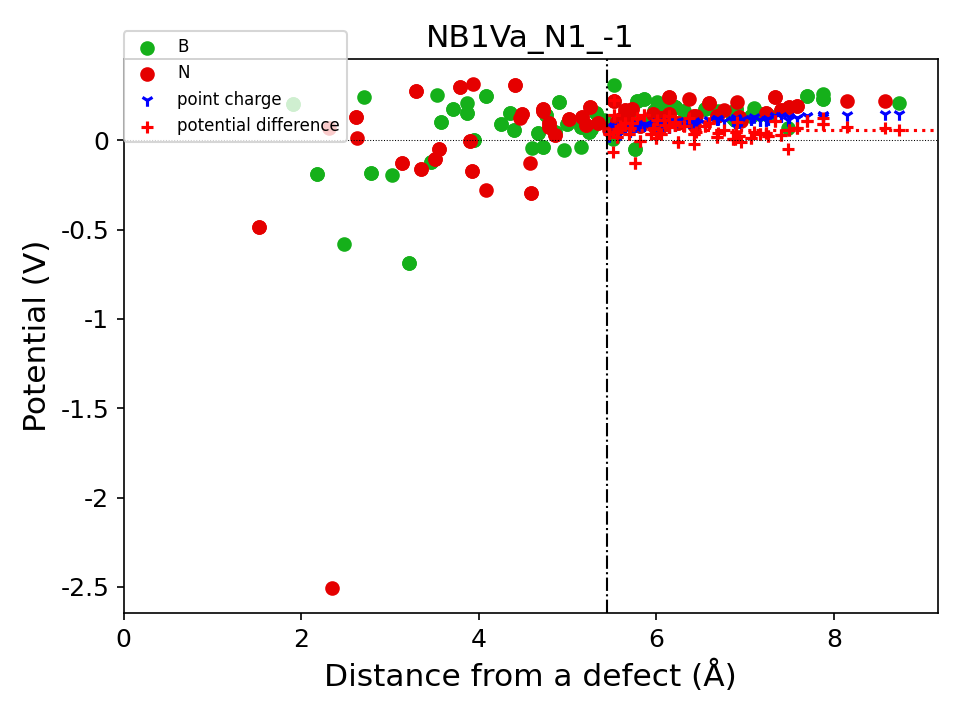 NB1Va_N1_-1
B
N
point charge
potential difference
0
-0.5
-1
-1.5
-2
-2.5
Potential (V)
0 2 4 6 8
Distance from a defect (Å)